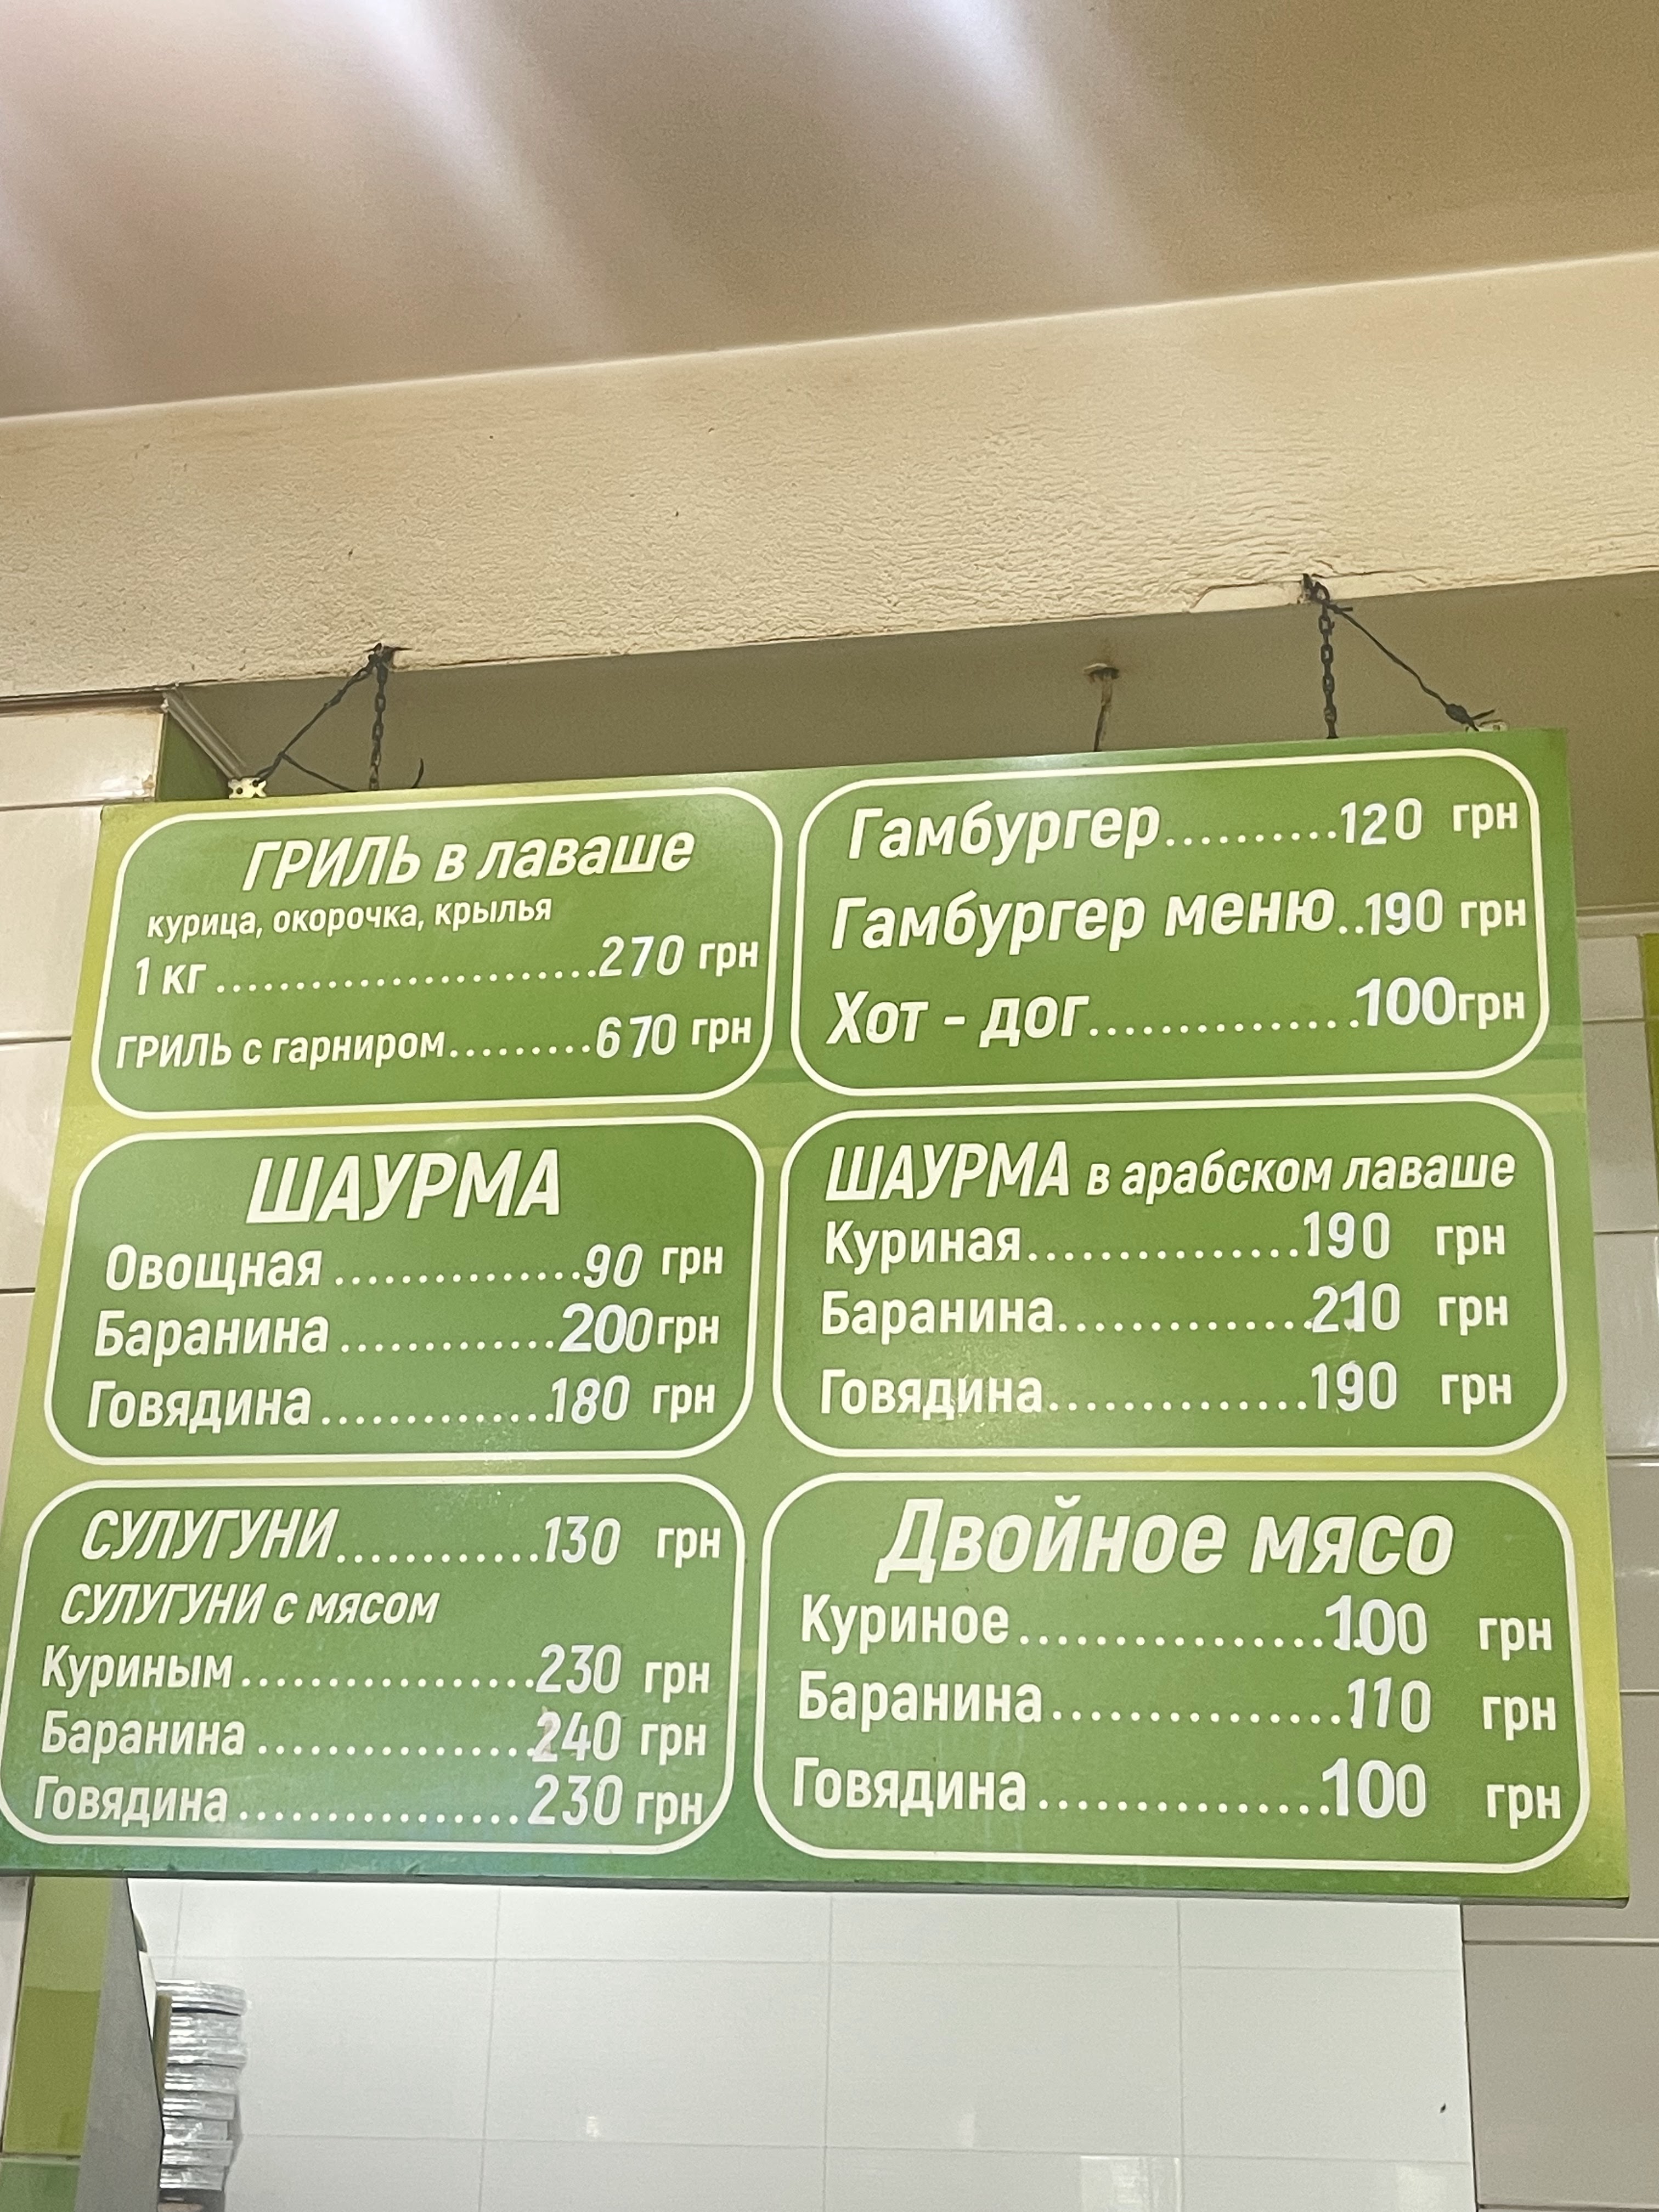 ГРИЛЬ в лаваше
курица, окорочка, крылья
1 кг........................270 грн
ГРИЛЬ с гарниром.........670 грн
Гамбургер..........120 грн
Гамбургер меню..190 грн
Хот - дог................100грн
ШАУРМА
Овощная................90 грн
Баранина..............200грн
Говядина...............180 грн
ШАУРМА в арабском лаваше
Куриная.................190 грн
Баранина................210 грн
Говядина................190 грн
СУЛУГУНИ.............130 грн
СУЛУГУНИ с мясом
Куриным...................230 грн
Баранина..................240 грн
Говядина..................230 грн
Двойное мясо
Куриное....................100 грн
Баранина...................110 грн
Говядина...................100 грн